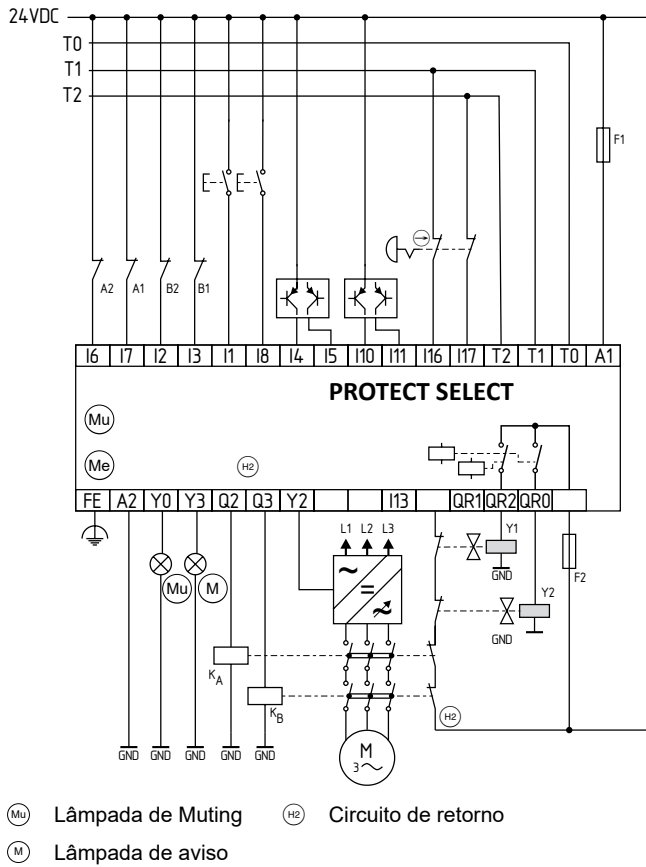 24VDC
T0
T1
T2
F1
A2 A1 B2 B1
I6 I7 I2 I3 I1 I8 I4 I5 I10 I11 I16 I17 T2 T1 T0 A1
PROTECT SELECT
Mu
Me
H2
FE A2 Y0 Y3 Q2 Q3 Y2 I13 QR1 QR2 QR0
L1 L2 L3
Y1
GND
F2
Mu M
Y2
GND
KA
KB
H2
M
3~
GND GND GND GND GND
Mu Lâmpada de Muting H2 Circuito de retorno
M Lâmpada de aviso